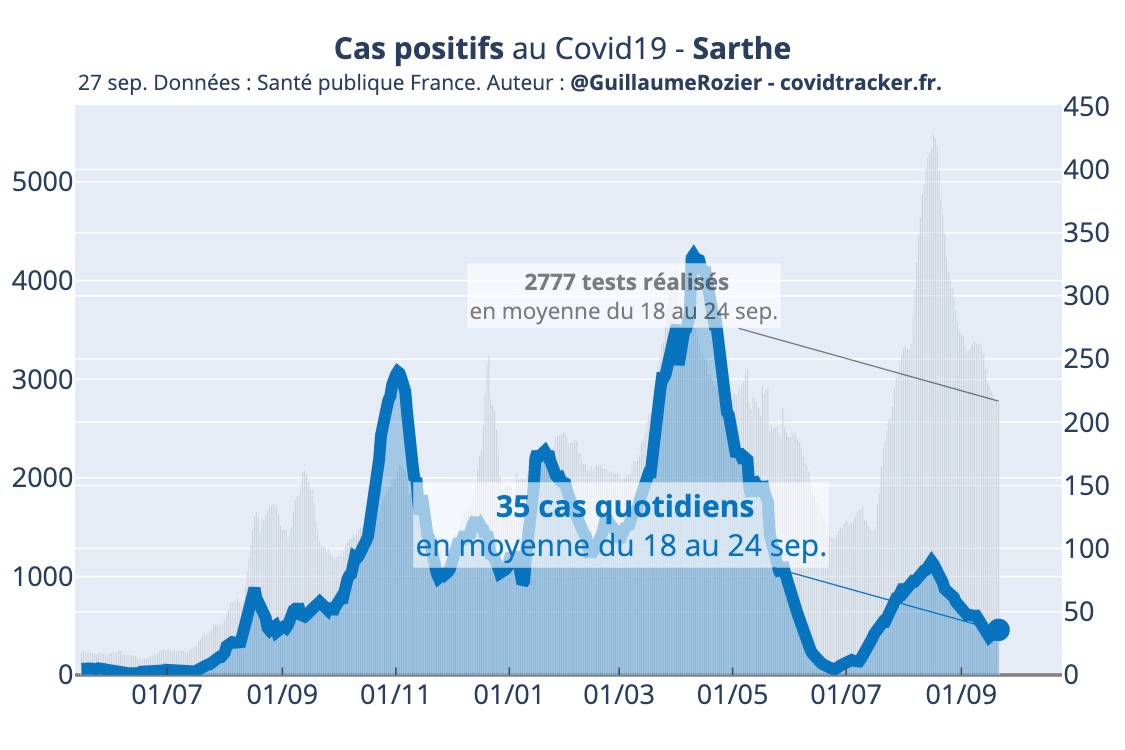 Cas positifs au Covid19 - Sarthe
27 sep. Données : Santé publique France. Auteur : @GuillaumeRozier - covidtracker.fr.
450
400
350
300
250
200
150
100
50
0
5000
4000
3000
2000
1000
0
2777 tests réalisés
en moyenne du 18 au 24 sep.
35 cas quotidiens
en moyenne du 18 au 24 sep.
01/07 01/09 01/11 01/01 01/03 01/05 01/07 01/09